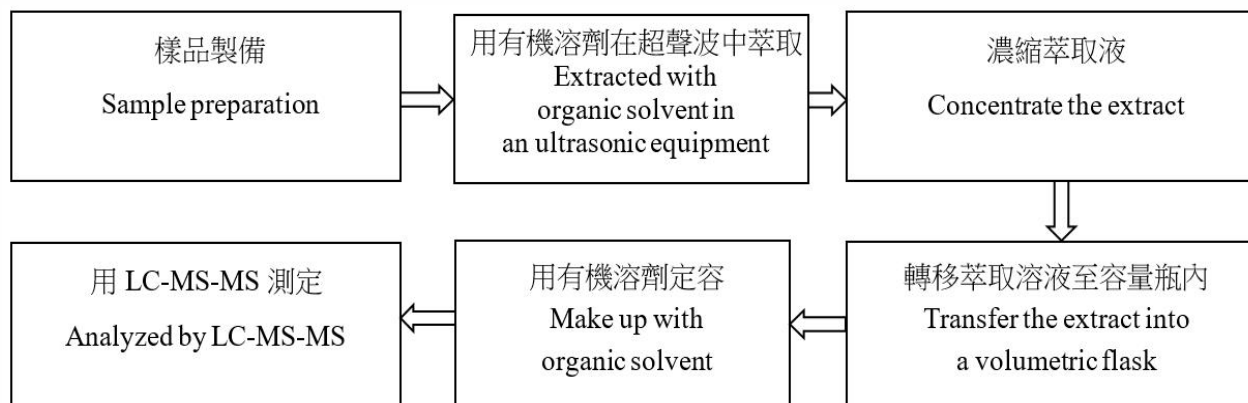 樣品製備
Sample preparation
用有機溶劑在超聲波中萃取
Extracted with
organic solvent in
an ultrasonic equipment
濃縮萃取液
Concentrate the extract
轉移萃取溶液至容量瓶內
Transfer the extract into
a volumetric flask
用有機溶劑定容
Make up with
organic solvent
用 LC-MS-MS 測定
Analyzed by LC-MS-MS